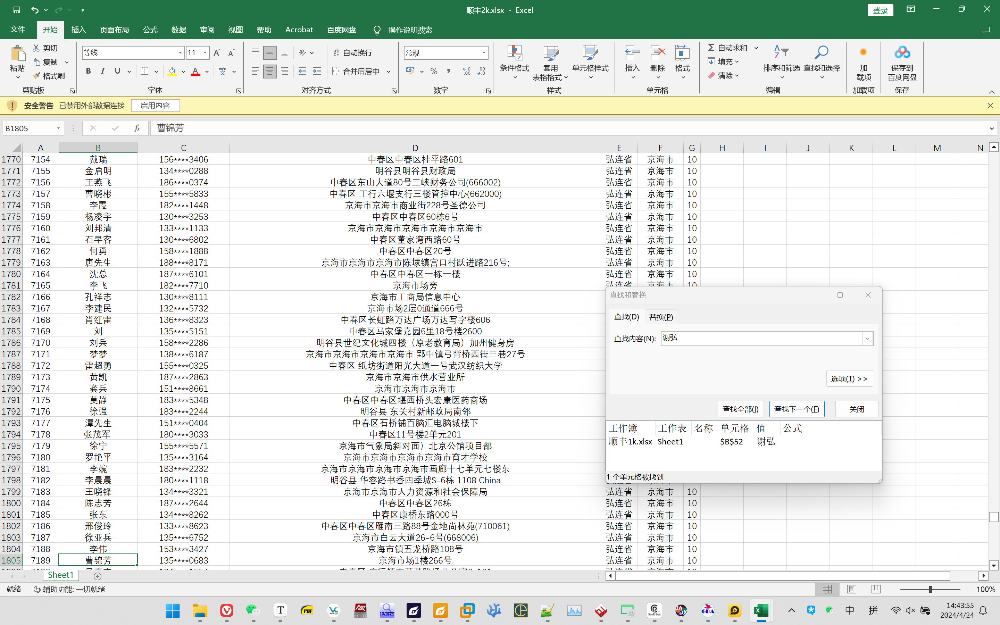 顺丰2k.xlsx - Excel
登录
文件 开始 插入 页面布局 公式 数据 审阅 视图 帮助 Acrobat 百度网盘 操作说明搜索
粘贴 剪切 复制 格式刷 剪贴板
等线 11 B I U wén 文 A 字体
ab 自动换行 合并后居中 对齐方式
常规 % 数字
条件格式 套用表格格式 单元格样式 样式
插入 删除 格式 单元格
自动求和 填充 清除 排序和筛选 查找和选择 编辑
加载项 加载项
保存到百度网盘 保存
安全警告 已禁用外部数据连接 启用内容
B1805 fx 曹锦芳
A B C D E F G H I J K L M N
1770 7154 戴瑞 156****3406 中春区中春区桂平路601 弘连省 京海市 10
1771 7155 金启明 134****0288 明谷县明谷县财政局 弘连省 京海市 10
1772 7156 王燕飞 186****0374 中春区东山大道80号三峡财务公司(666002) 弘连省 京海市 10
1773 7157 曹晓彬 155****5833 中春区 工行六堰支行三楼管控中心(662000) 弘连省 京海市 10
1774 7158 李霞 182****1448 京海市京海市商业街228号圣德公司 弘连省 京海市 10
1775 7159 杨凌宇 130****3253 中春区中春区60栋6号 弘连省 京海市 10
1776 7160 刘邦清 133****1133 京海市京海市京海市京海市京海市 弘连省 京海市 10
1777 7161 石早客 130****6802 中春区董家湾西路60号 弘连省 京海市 10
1778 7162 何勇 158****1888 中春区中春区20号 弘连省 京海市 10
1779 7163 唐先生 188****8171 京海市京海市京海市陈埭镇宫口村跃进路216号; 弘连省 京海市 10
1780 7164 沈总 187****6101 中春区中春区一栋一楼 弘连省 京海市 10
1781 7165 李飞 182****7710 京海市场旁 弘连省 京海市 10
1782 7166 孔祥志 130****8111 京海市工商局信息中心
1783 7167 李建民 132****5732 京海市场2层0通道666号
1784 7168 肖红雷 136****8323 中春区长虹路万达广场万达写字楼606
1785 7169 刘 135****5151 中春区马家堡嘉园6里18号楼2600
1786 7170 刘兵 158****2286 明谷县世纪文化城四楼（原老教育局）加州健身房
1787 7171 梦梦 138****6187 京海市京海市京海市京海市 郢中镇弓背桥西街三巷27号
1788 7172 雷超勇 155****0325 中春区 纸坊街道阳光大道一号武汉纺织大学
1789 7173 黄凯 187****2863 京海市京海市供水营业所
1790 7174 龚兵 151****8661 京海市京海市京海市
1791 7175 莫静 183****5348 中春区中春区堰西桥头宏康医药商场
1792 7176 徐强 183****2244 明谷县 东关村新邮政局南邻
1793 7177 潭先生 151****0404 中春区石桥铺百脑汇电脑城楼下
1794 7178 张茂军 180****3033 中春区11号楼2单元201
1795 7179 徐宁 155****5571 京海市气象局斜对面）北京公馆项目部
1796 7180 罗艳平 135****3164 京海市京海市京海市京海市育才学校
1797 7181 李婉 183****2232 京海市京海市京海市京海市画廊十七单元七楼东
1798 7182 李晨晨 180****1118 明谷县 华容路书香四季城S-6栋 1108 China
1799 7183 王晓锋 134****3321 京海市京海市人力资源和社会保障局 弘连省 京海市 10
1800 7184 陈志芳 187****2644 中春区中春区26栋 弘连省 京海市 10
1801 7185 张东 134****8262 中春区康桥东路000号 弘连省 京海市 10
1802 7186 邢俊玲 133****8623 中春区中春区雁南三路88号金地尚林苑(710061) 弘连省 京海市 10
1803 7187 徐亚兵 135****6752 京海市白云大道26-6号(668006) 弘连省 京海市 10
1804 7188 李伟 153****3427 京海市镇五龙桥路108号 弘连省 京海市 10
1805 7189 曹锦芳 135****0683 京海市场1楼266号 弘连省 京海市 10
查找和替换
查找(D) 替换(P)
查找内容(N): 谢弘
选项(T) >>
查找全部(I) 查找下一个(F) 关闭
工作簿 工作表 名称 单元格 值 公式
顺丰1k.xlsx Sheet1 $B$52 谢弘
1 个单元格被找到
Sheet1
就绪 辅助功能: 一切就绪 100%
中 拼 14:43:55
2024/4/24